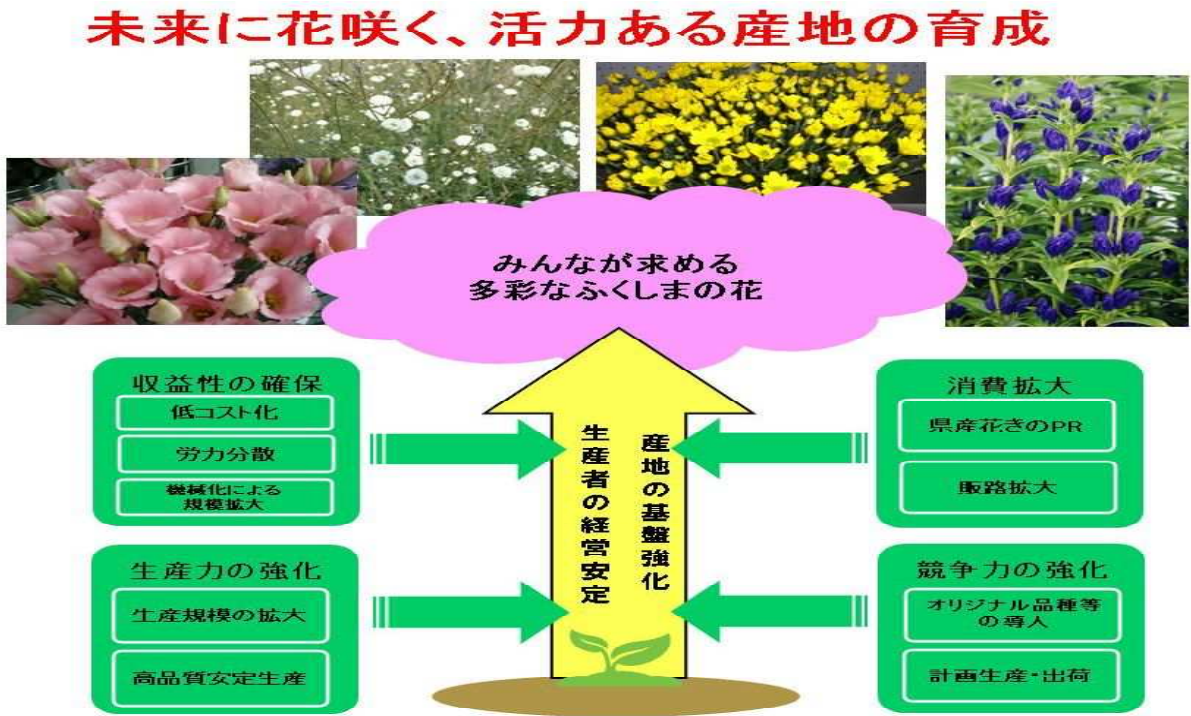 未来に花咲く、活力ある産地の育成
みんなが求める
多彩なふくしまの花
収益性の確保
低コスト化
労力分散
機械化による
規模拡大
生産力の強化
生産規模の拡大
高品質安定生産
産地の基盤強化
生産者の経営安定
消費拡大
県産花きのPR
販路拡大
競争力の強化
オリジナル品種等
の導入
計画生産・出荷